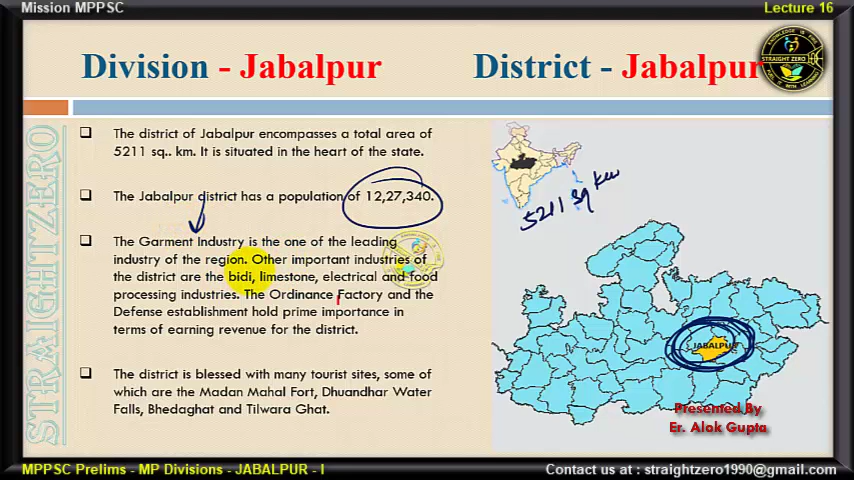 Mission MPPSC
Lecture 16
Division - Jabalpur
District - Jabalpur
STRAIGHT ZERO
STRAIGHTZERO
The district of Jabalpur encompasses a total area of
5211 sq.. km. It is situated in the heart of the state.
The Jabalpur district has a population of 12,27,340.
The Garment Industry is the one of the leading
industry of the region. Other important industries of
the district are the bidi, limestone, electrical and food
processing industries. The Ordinance Factory and the
Defense establishment hold prime importance in
terms of earning revenue for the district.
The district is blessed with many tourist sites, some of
which are the Madan Mahal Fort, Dhuandhar Water
Falls, Bhedaghat and Tilwara Ghat.
5211 sq km
JABALPUR
Presented By
Er. Alok Gupta
MPPSC Prelims - MP Divisions - JABALPUR - I
Contact us at : straightzero1990@gmail.com